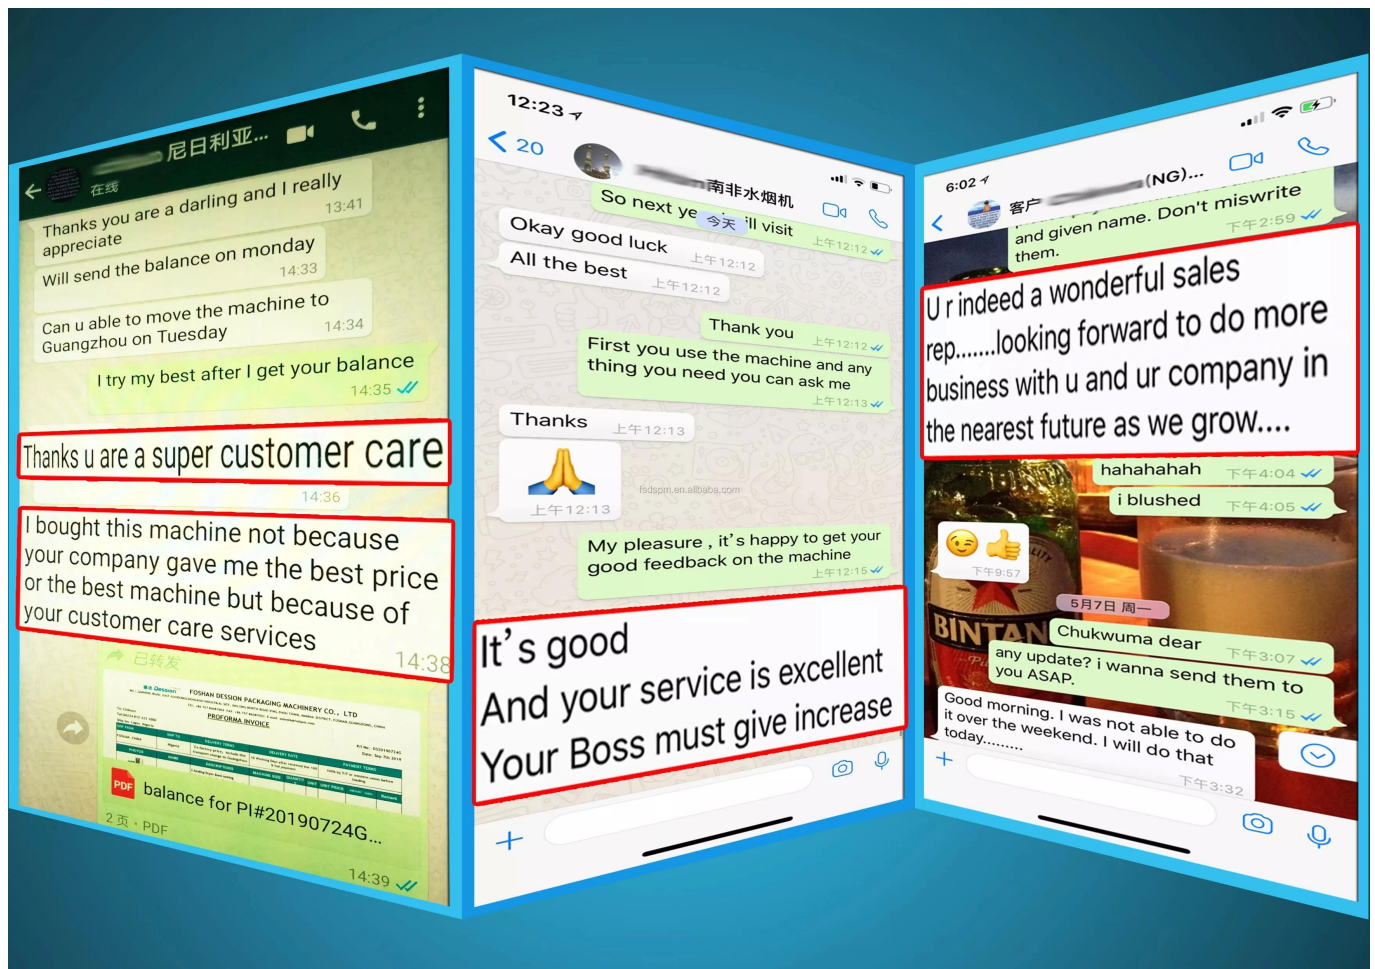 尼日利亚...
在线
Thanks you are a darling and I really
appreciate
13:41
Will send the balance on monday
14:33
Can u able to move the machine to
Guangzhou on Tuesday
14:34
I try my best after I get your balance
14:35
Thanks u are a super customer care
14:36
I bought this machine not because
your company gave me the best price
or the best machine but because of
your customer care services
14:38
已转发
Dession
FOSHAN DESSION PACKAGING MACHINERY CO., LTD
PROFORMA INVOICE
PDF
balance for PI#20190724G...
2 页 · PDF
14:39
12:23
20
南非水烟机
So next ye
ill visit
上午12:12
今天
Okay good luck
上午12:12
All the best
上午12:12
Thank you
上午12:12
First you use the machine and any
thing you need you can ask me
上午12:13
Thanks
上午12:13
上午12:13
fsdspm.en.alibaba.com
My pleasure , it's happy to get your
good feedback on the machine
上午12:15
It's good
And your service is excellent
Your Boss must give increase
6:02
客户
(NG)...
and given name. Don't miswrite
them.
下午2:59
U r indeed a wonderful sales
rep.......looking forward to do more
business with u and ur company in
the nearest future as we grow....
hahahahah
下午4:04
i blushed
下午4:05
下午9:57
BINTAN
5月7日 周一
Chukwuma dear
下午3:07
any update? i wanna send them to
you ASAP.
下午3:15
Good morning. I was not able to do
it over the weekend. I will do that
today.........
下午3:32